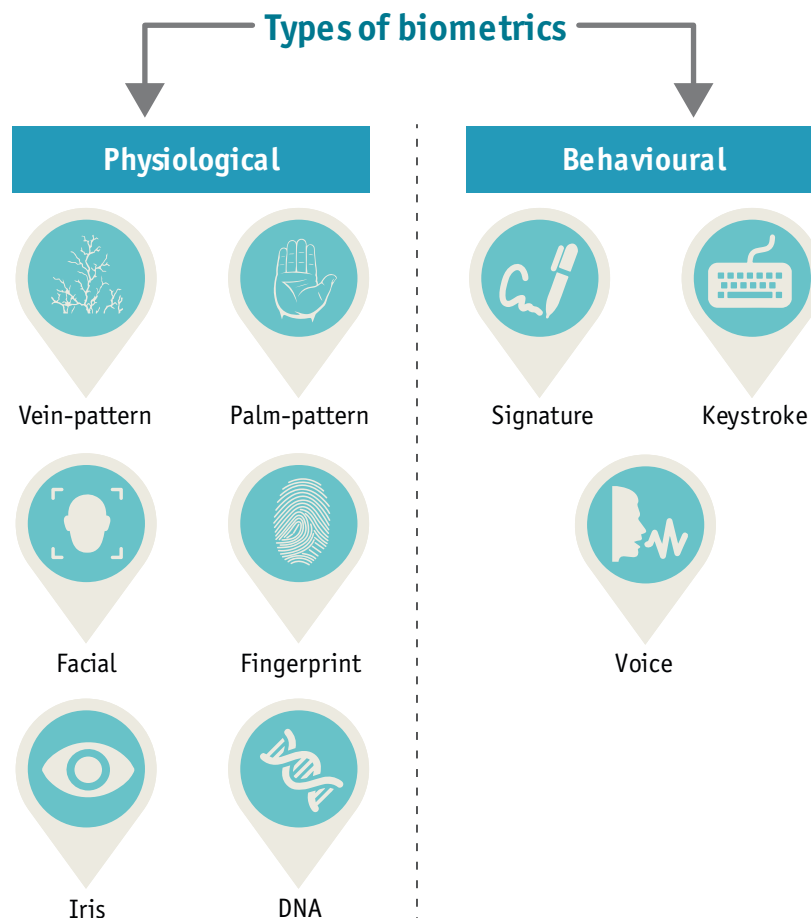 Types of biometrics
Physiological
Vein-pattern
Palm-pattern
Facial
Fingerprint
Iris
DNA
Behavioural
Signature
Keystroke
Voice